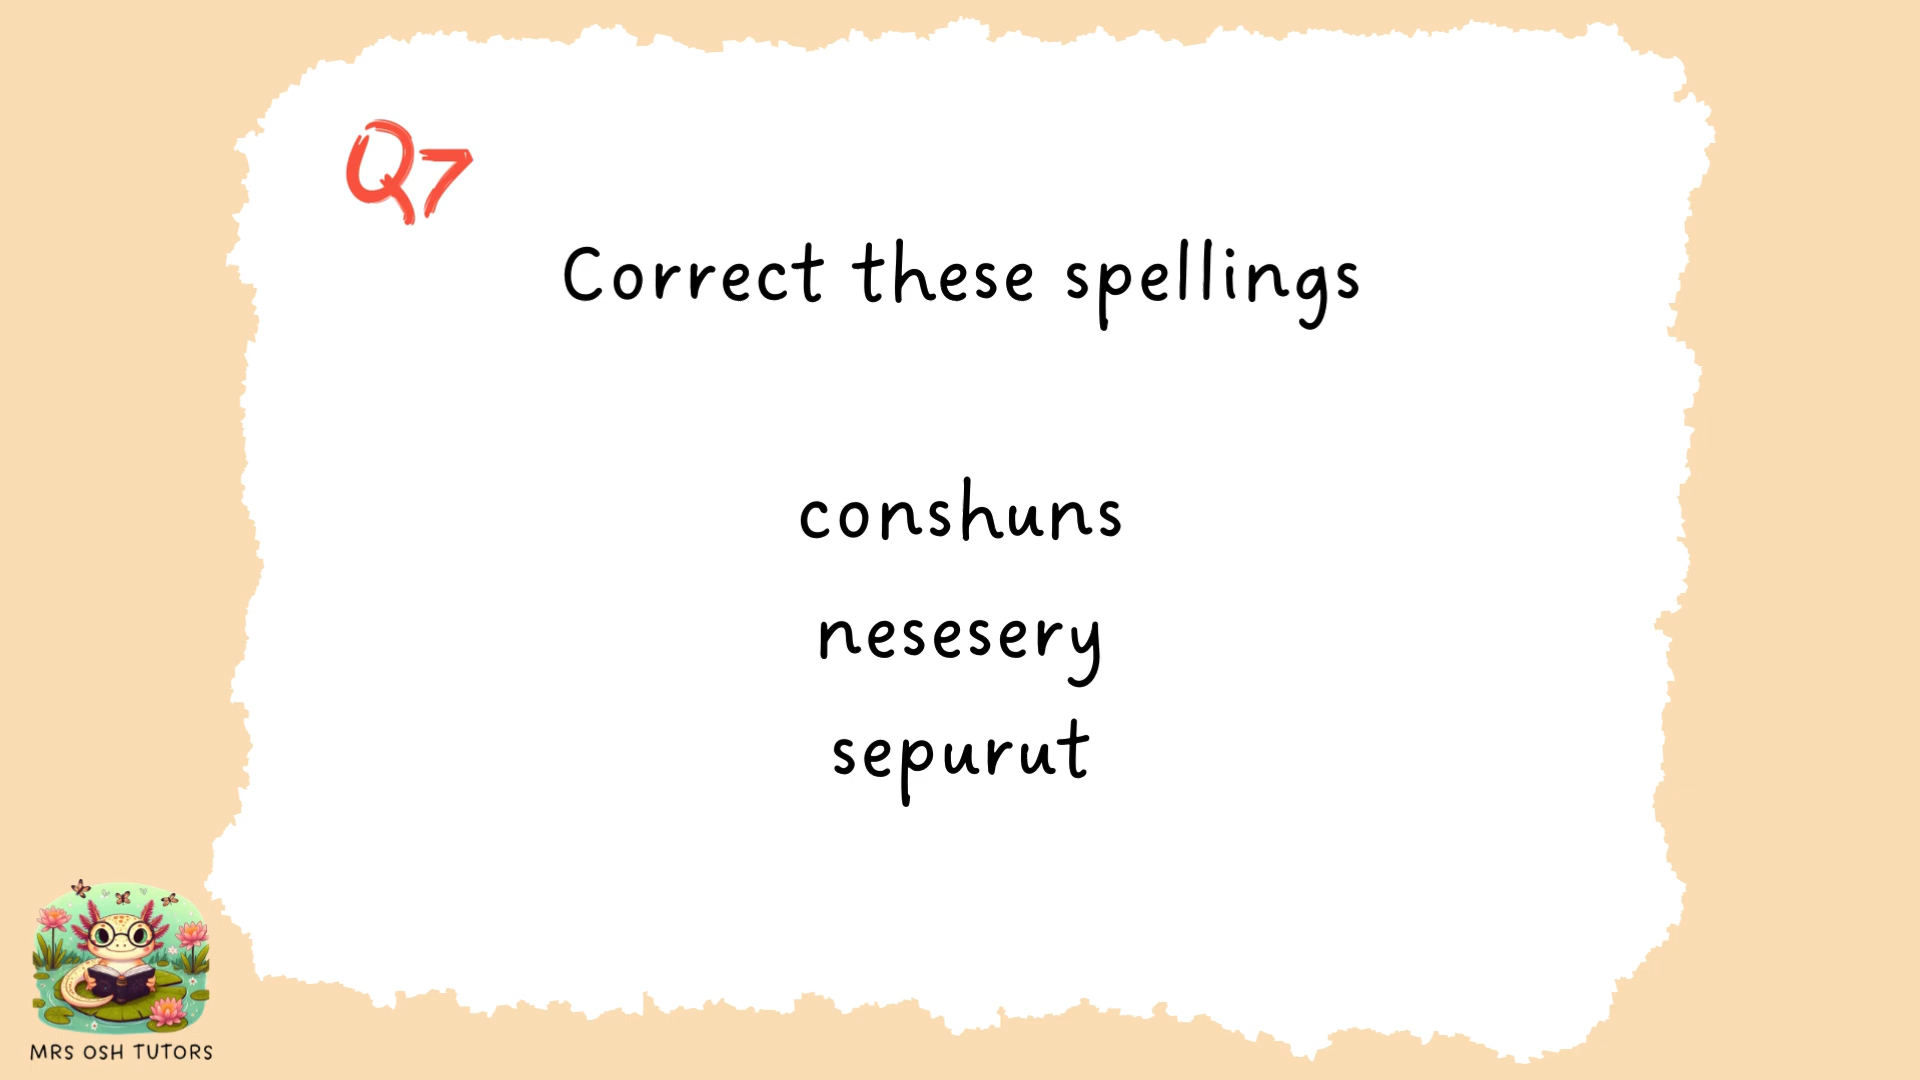 Q7
Correct these spellings
conshuns
nesesery
sepurut
MRS OSH TUTORS